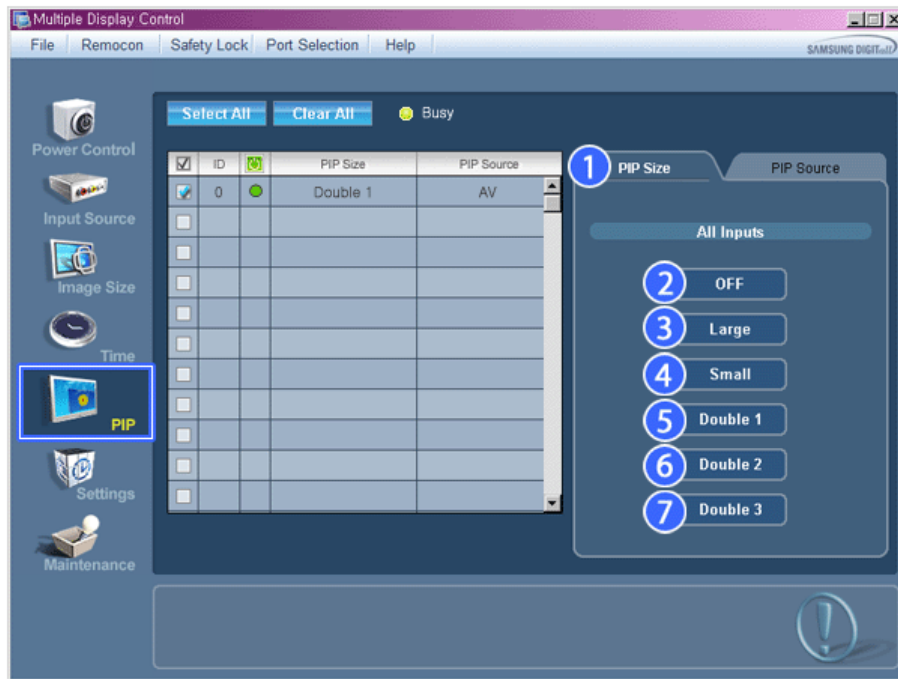 Multiple Display Control
File Remocon Safety Lock Port Selection Help
SAMSUNG DIGITall
Select All Clear All Busy
Power Control
Input Source
Image Size
Time
PIP
Settings
Maintenance
ID PIP Size PIP Source
0 Double 1 AV
1 PIP Size PIP Source
All Inputs
2 OFF
3 Large
4 Small
5 Double 1
6 Double 2
7 Double 3